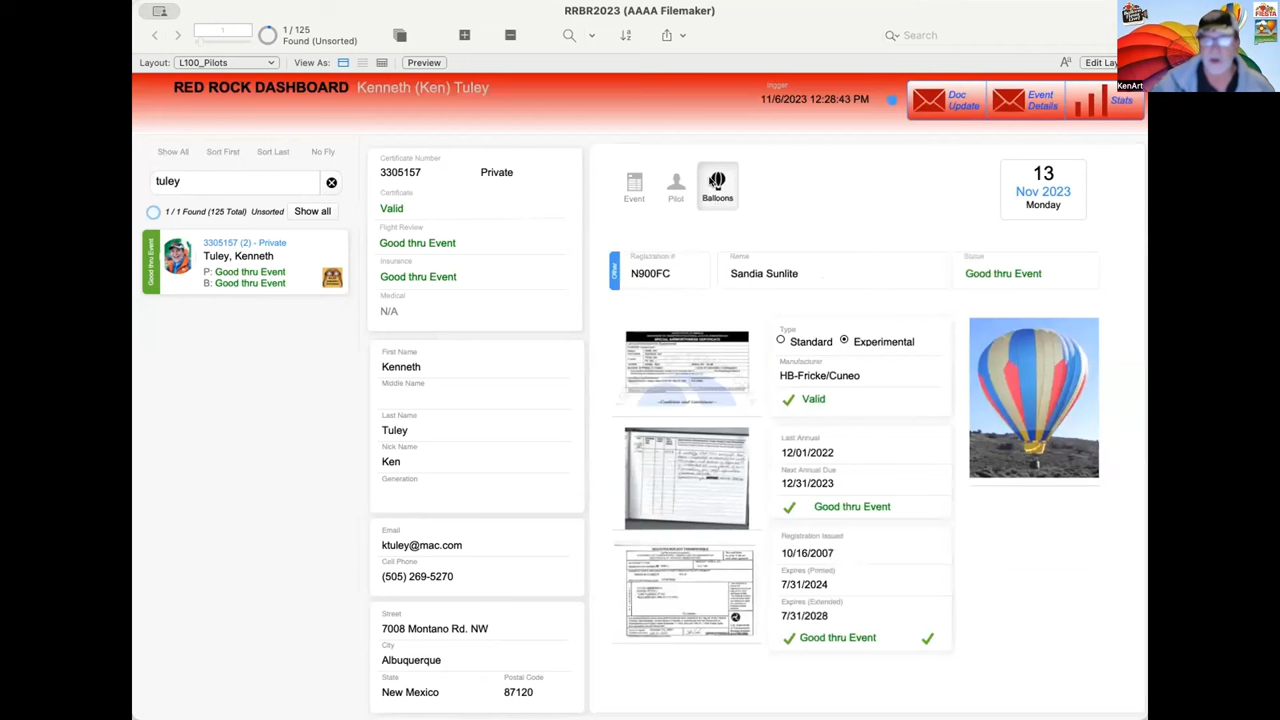 RRBR2023 (AAAA Filemaker)
1
1 / 125
Found (Unsorted)
Search
Layout: L100_Pilots
View As:
Preview
Edit Lay
FIESTA
KenArt
RED ROCK DASHBOARD Kenneth (Ken) Tuley
Trigger
11/6/2023 12:28:43 PM
Doc
Update
Event
Details
Stats
Show All
Sort First
Sort Last
No Fly
tuley
1 / 1 Found (125 Total) Unsorted
Show all
Good thru Event
3305157 (2) - Private
Tuley, Kenneth
P: Good thru Event
B: Good thru Event
Certificate Number
3305157 Private
Certificate
Valid
Flight Review
Good thru Event
Insurance
Good thru Event
Medical
N/A
First Name
Kenneth
Middle Name
Last Name
Tuley
Nick Name
Ken
Generation
Email
ktuley@mac.com
Cell Phone
(505) 269-5270
Street
7008 Montano Rd. NW
City
Albuquerque
State
New Mexico
Postal Code
87120
Event
Pilot
Balloons
13
Nov 2023
Monday
Other
Registration #
N900FC
Name
Sandia Sunlite
Status
Good thru Event
SPECIAL AIRWORTHINESS CERTIFICATE
Type
Standard
Experimental
Manufacturer
HB-Fricke/Cuneo
Valid
Last Annual
12/01/2022
Next Annual Due
12/31/2023
Good thru Event
Registration Issued
10/16/2007
Expires (Printed)
7/31/2024
Expires (Extended)
7/31/2028
Good thru Event